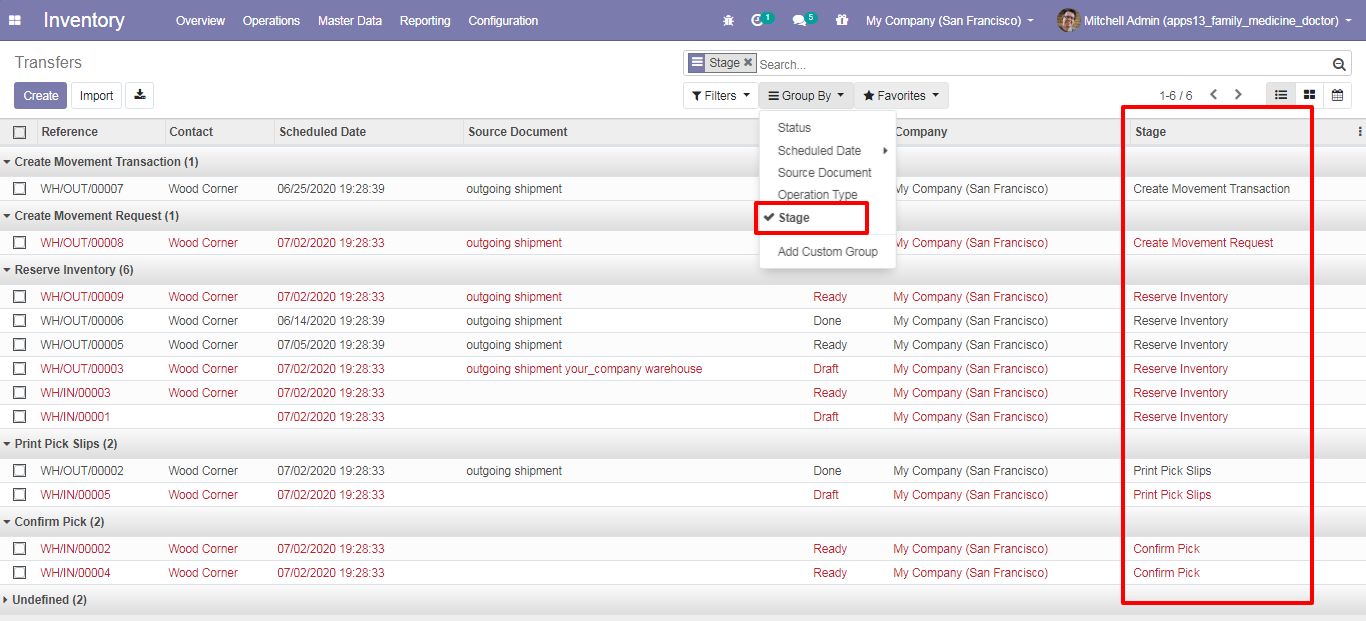 Inventory Overview Operations Master Data Reporting Configuration 1 5 My Company (San Francisco) Mitchell Admin (apps13_family_medicine_doctor)
Transfers
Stage Search...
Create Import
Filters Group By Favorites 1-6 / 6
Reference Contact Scheduled Date Source Document Company Stage
Status
Scheduled Date
Source Document
Operation Type
Stage
Add Custom Group
Create Movement Transaction (1)
WH/OUT/00007 Wood Corner 06/25/2020 19:28:39 outgoing shipment My Company (San Francisco) Create Movement Transaction
Create Movement Request (1)
WH/OUT/00008 Wood Corner 07/02/2020 19:28:33 outgoing shipment My Company (San Francisco) Create Movement Request
Reserve Inventory (6)
WH/OUT/00009 Wood Corner 07/02/2020 19:28:33 outgoing shipment Ready My Company (San Francisco) Reserve Inventory
WH/OUT/00006 Wood Corner 06/14/2020 19:28:39 outgoing shipment Done My Company (San Francisco) Reserve Inventory
WH/OUT/00005 Wood Corner 07/05/2020 19:28:39 outgoing shipment Ready My Company (San Francisco) Reserve Inventory
WH/OUT/00003 Wood Corner 07/02/2020 19:28:33 outgoing shipment your_company warehouse Draft My Company (San Francisco) Reserve Inventory
WH/IN/00003 Wood Corner 07/02/2020 19:28:33 Ready My Company (San Francisco) Reserve Inventory
WH/IN/00001 07/02/2020 19:28:33 Draft My Company (San Francisco) Reserve Inventory
Print Pick Slips (2)
WH/OUT/00002 Wood Corner 07/02/2020 19:28:33 outgoing shipment Done My Company (San Francisco) Print Pick Slips
WH/IN/00005 Wood Corner 07/02/2020 19:28:33 Draft My Company (San Francisco) Print Pick Slips
Confirm Pick (2)
WH/IN/00002 Wood Corner 07/02/2020 19:28:33 Ready My Company (San Francisco) Confirm Pick
WH/IN/00004 Wood Corner 07/02/2020 19:28:33 Ready My Company (San Francisco) Confirm Pick
Undefined (2)